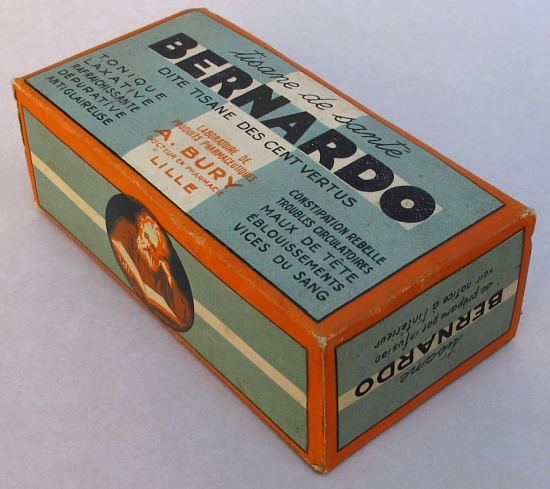 tisane de santé
BERNARDO
DITE TISANE DES CENT VERTUS
TONIQUE
LAXATIVE
RAFRAICHISSANTE
DÉPURATIVE
ANTIGLAIREUSE
LABORATOIRE DE
PRODUITS PHARMACEUTIQUES
A. BURY
DOCTEUR EN PHARMACIE
LILLE
CONSTIPATION REBELLE
TROUBLES CIRCULATOIRES
MAUX DE TÊTE
ÉBLOUISSEMENTS
VICES DU SANG
tisane
BERNARDO
se prépare par infusion
voir notice à l'intérieur